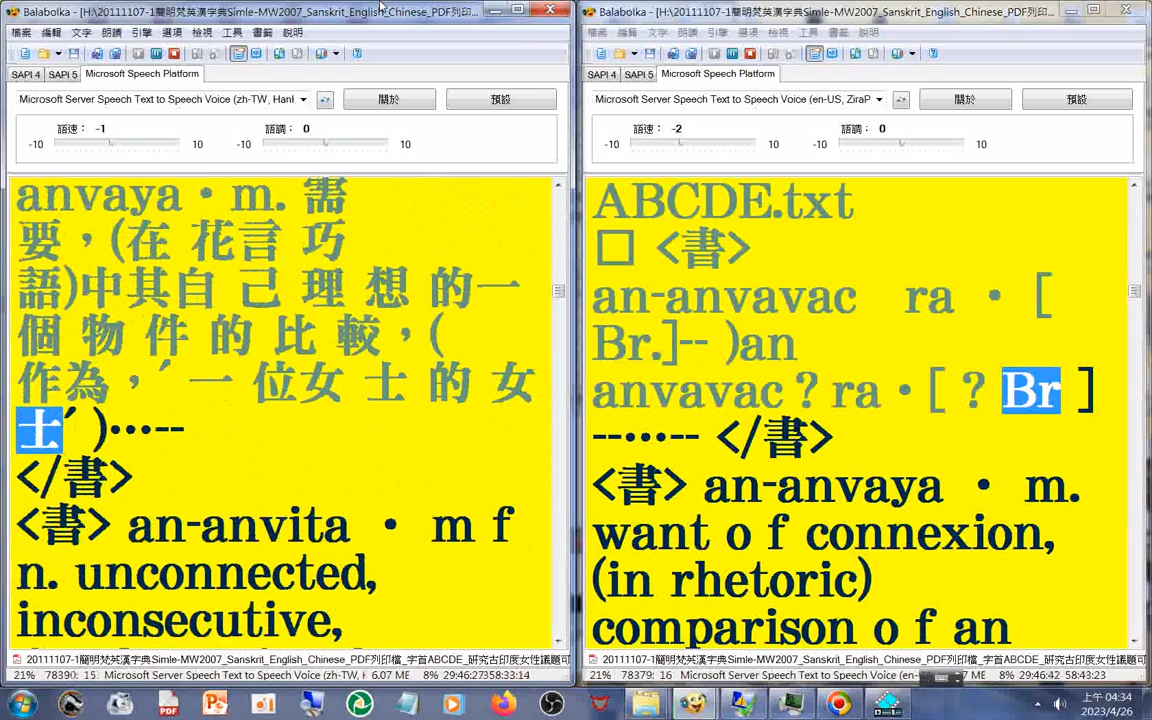 Balabolka - [H:\20111107-1簡明梵英漢字典Simle-MW2007_Sanskrit_English_Chinese_PDF列印...
檔案 編輯 文字 朗讀 引擎 選項 檢視 工具 書籤 說明
SAPI 4 SAPI 5 Microsoft Speech Platform
Microsoft Server Speech Text to Speech Voice (zh-TW, Hanl
關於 預設
語速： -1 語調： 0
-10 10 -10 10
anvaya・m. 需
要，(在 花言 巧
語)中其自 己 理 想 的一
個 物 件 的 比 較，(
作為，ˊ 一 位女 士 的 女
士ˊ )•••--
</書>
<書> an-anvita ・ m f
n. unconnected,
inconsecutive,
20111107-1簡明梵英漢字典Simle-MW2007_Sanskrit_English_Chinese_PDF列印檔_字首ABCDE_研究古印度女性議題可
21% 78390: 15 Microsoft Server Speech Text to Speech Voice (zh-TW, 6.07 MB 8% 29:46:27358:33:14
Balabolka - [H:\20111107-1簡明梵英漢字典Simle-MW2007_Sanskrit_English_Chinese_PDF列印...
檔案 編輯 文字 朗讀 引擎 選項 檢視 工具 書籤 說明
SAPI 4 SAPI 5 Microsoft Speech Platform
Microsoft Server Speech Text to Speech Voice (en-US, ZiraP
關於 預設
語速： -2 語調： 0
-10 10 -10 10
ABCDE.txt
□ <書>
an-anvavac ra ・ [
Br.]-- )an
anvavac？ra・[？Br ]
--•••-- </書>
<書> an-anvaya ・ m.
want o f connexion,
(in rhetoric)
comparison o f an
20111107-1簡明梵英漢字典Simle-MW2007_Sanskrit_English_Chinese_PDF列印檔_字首ABCDE_研究古印度女性議題可
21% 78379: 16 Microsoft Server Speech Text to Speech Voice (en-US, 6.07 MB 8% 29:46:42 58:43:23
上午 04:34
2023/4/26